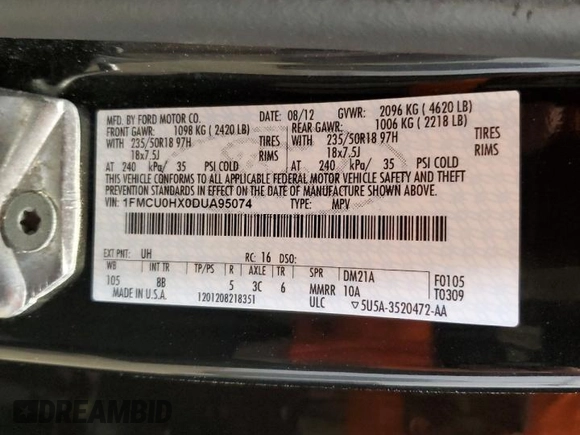 MFD. BY FORD MOTOR CO.
DATE: 08/12 GVWR: 2096 KG ( 4620 LB)
FRONT GAWR: 1098 KG ( 2420 LB) REAR GAWR: 1006 KG ( 2218 LB)
WITH 235/50R18 97H TIRES WITH 235/50R18 97H TIRES
18x7.5J RIMS 18x7.5J RIMS
AT 240 kPa/ 35 PSI COLD AT 240 kPa/ 35 PSI COLD
THIS VEHICLE CONFORMS TO ALL APPLICABLE FEDERAL MOTOR VEHICLE SAFETY AND THEFT
PREVENTION STANDARDS IN EFFECT ON THE DATE OF MANUFACTURE SHOWN ABOVE.
VIN: 1FMCU0HX0DUA95074 TYPE: MPV
EXT PNT: UH RC: 16 DSO:
WB INT TR R AXLE TR SPR DM21A F0105
105 8B 5 3C 6 MMRR 10A T0309
MADE IN U.S.A. 1201208218351 ULC ▽5U5A-3520472-AA
DREAMBID